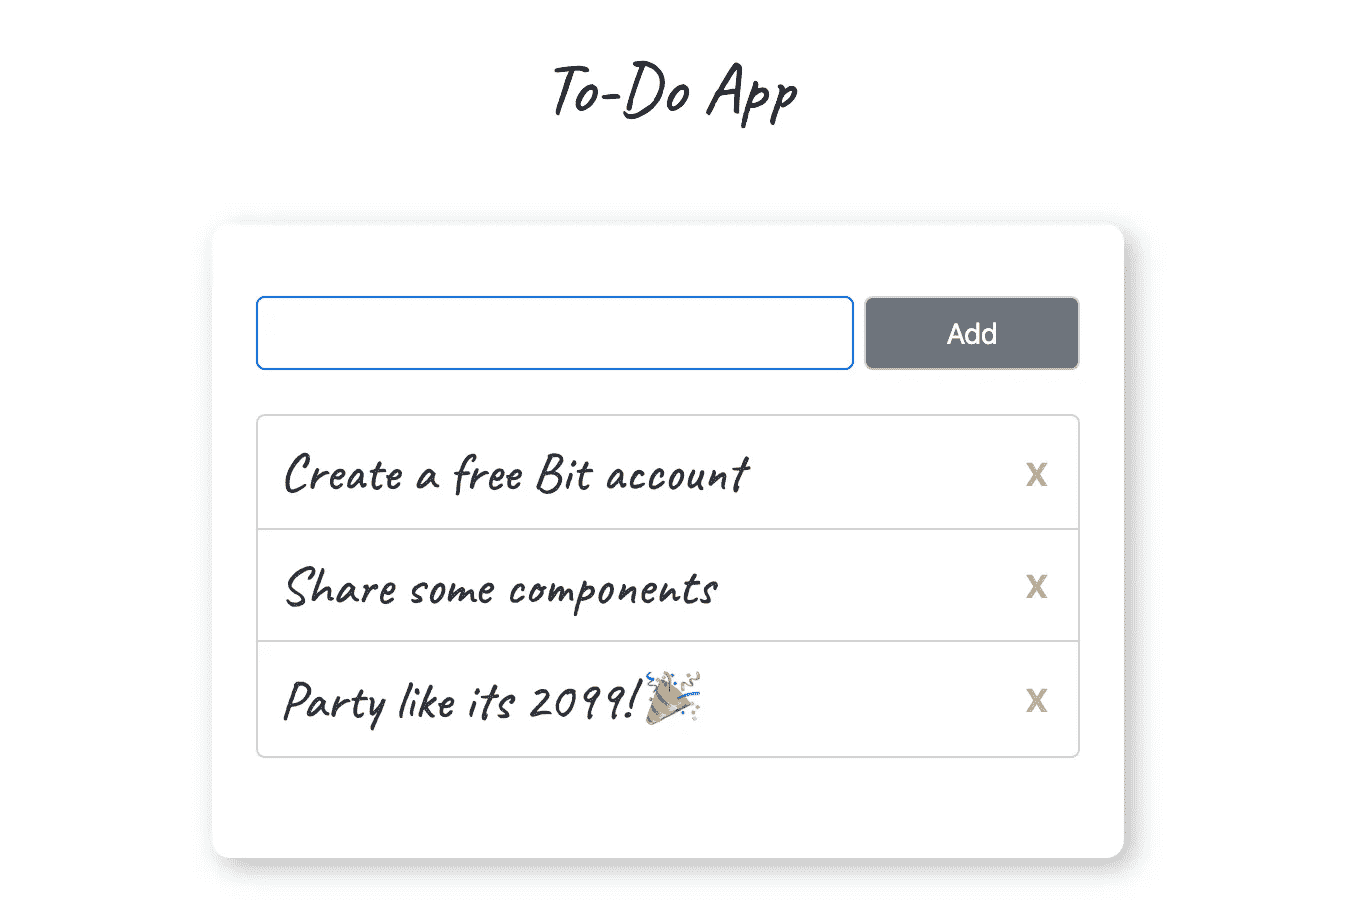 To-Do App
Add
Create a free Bit account X
Share some components X
Party like its 2099!🎉 X